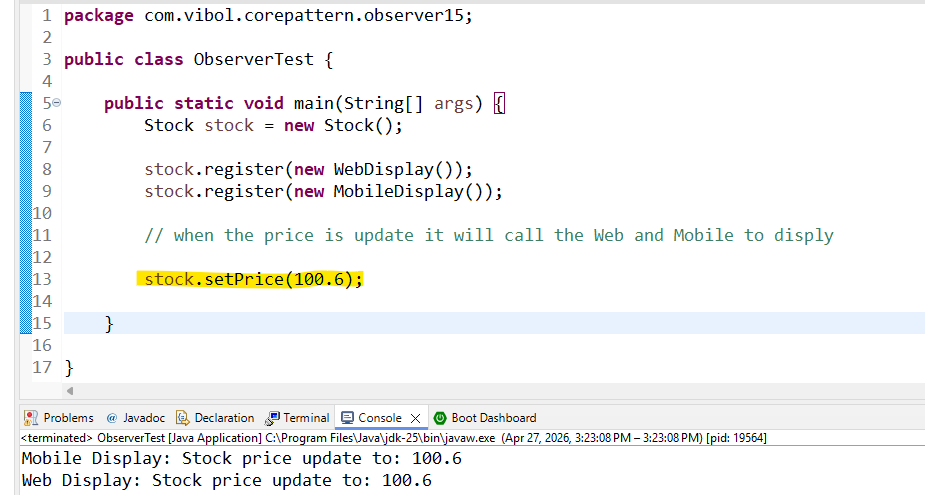 1 package com.vibol.corepattern.observer15;
2
3 public class ObserverTest {
4
5 public static void main(String[] args) {
6 Stock stock = new Stock();
7
8 stock.register(new WebDisplay());
9 stock.register(new MobileDisplay());
10
11 // when the price is update it will call the Web and Mobile to disply
12
13 stock.setPrice(100.6);
14
15 }
16
17 }
Problems @ Javadoc Declaration Terminal Console Boot Dashboard
<terminated> ObserverTest [Java Application] C:\Program Files\Java\jdk-25\bin\javaw.exe (Apr 27, 2026, 3:23:08 PM – 3:23:08 PM) [pid: 19564]
Mobile Display: Stock price update to: 100.6
Web Display: Stock price update to: 100.6